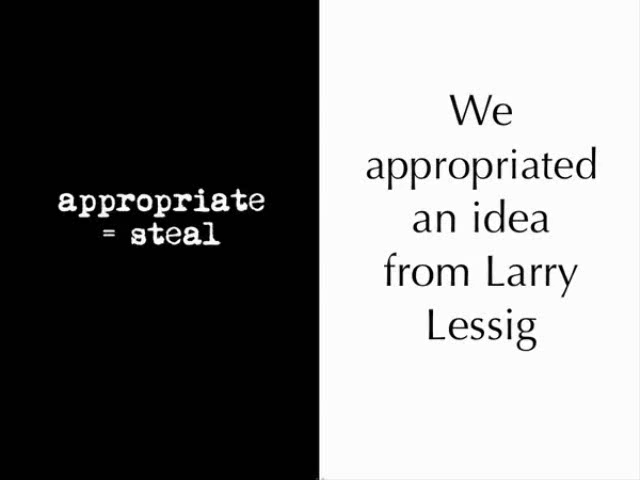 appropriate
= steal
We
appropriated
an idea
from Larry
Lessig